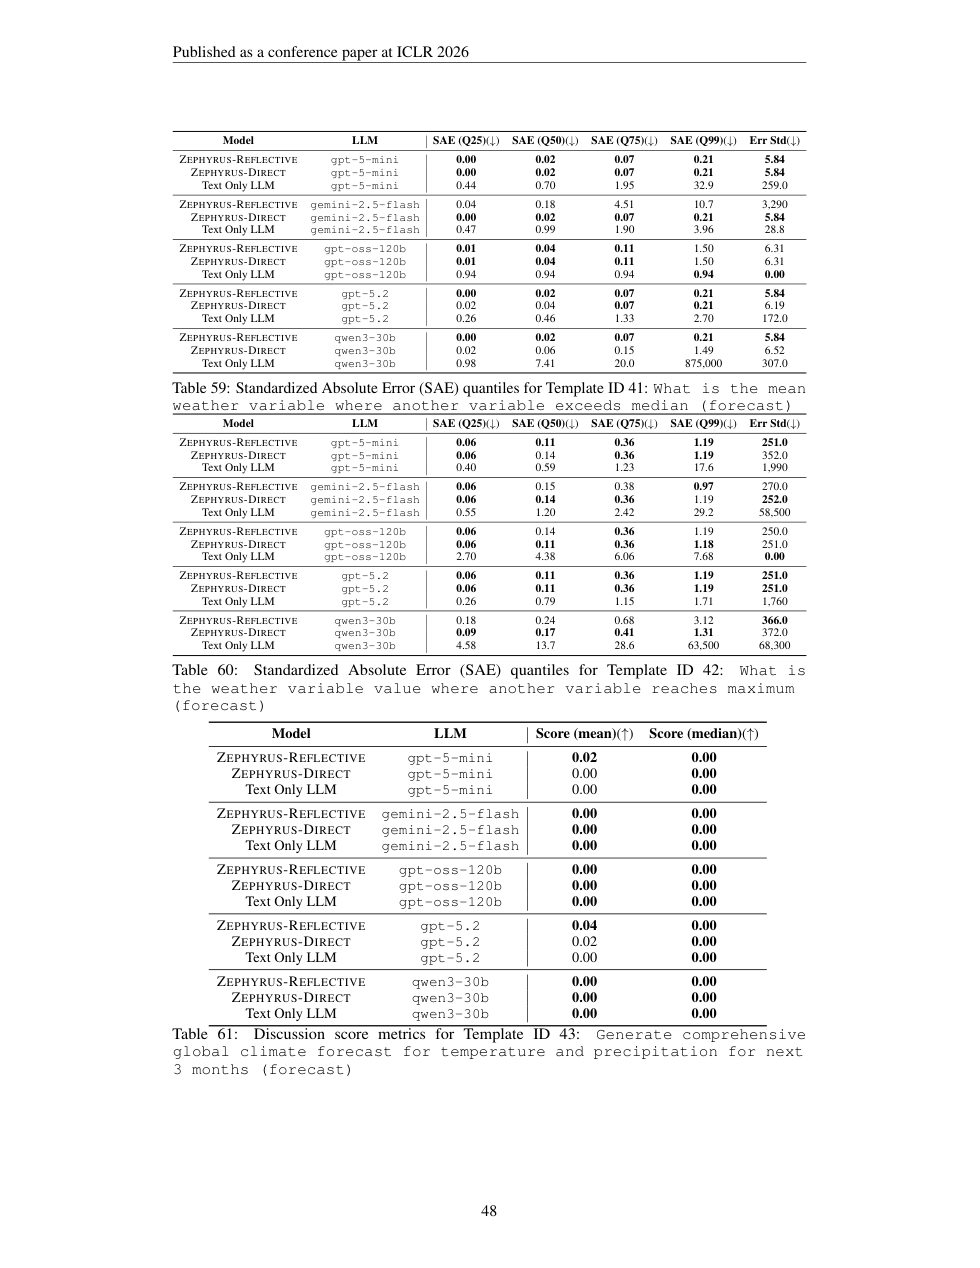 Published as a conference paper at ICLR 2026
Model LLM SAE (Q25)(↓) SAE (Q50)(↓) SAE (Q75)(↓) SAE (Q99)(↓) Err Std(↓)
ZEPHYRUS-REFLECTIVE gpt-5-mini 0.00 0.02 0.07 0.21 5.84
ZEPHYRUS-DIRECT gpt-5-mini 0.00 0.02 0.07 0.21 5.84
Text Only LLM gpt-5-mini 0.44 0.70 1.95 32.9 259.0
ZEPHYRUS-REFLECTIVE gemini-2.5-flash 0.04 0.18 4.51 10.7 3,290
ZEPHYRUS-DIRECT gemini-2.5-flash 0.00 0.02 0.07 0.21 5.84
Text Only LLM gemini-2.5-flash 0.47 0.99 1.90 3.96 28.8
ZEPHYRUS-REFLECTIVE gpt-oss-120b 0.01 0.04 0.11 1.50 6.31
ZEPHYRUS-DIRECT gpt-oss-120b 0.01 0.04 0.11 1.50 6.31
Text Only LLM gpt-oss-120b 0.94 0.94 0.94 0.94 0.00
ZEPHYRUS-REFLECTIVE gpt-5.2 0.00 0.02 0.07 0.21 5.84
ZEPHYRUS-DIRECT gpt-5.2 0.02 0.04 0.07 0.21 6.19
Text Only LLM gpt-5.2 0.26 0.46 1.33 2.70 172.0
ZEPHYRUS-REFLECTIVE qwen3-30b 0.00 0.02 0.07 0.21 5.84
ZEPHYRUS-DIRECT qwen3-30b 0.02 0.06 0.15 1.49 6.52
Text Only LLM qwen3-30b 0.98 7.41 20.0 875,000 307.0
Table 59: Standardized Absolute Error (SAE) quantiles for Template ID 41: What is the mean
weather variable where another variable exceeds median (forecast)
Model LLM SAE (Q25)(↓) SAE (Q50)(↓) SAE (Q75)(↓) SAE (Q99)(↓) Err Std(↓)
ZEPHYRUS-REFLECTIVE gpt-5-mini 0.06 0.11 0.36 1.19 251.0
ZEPHYRUS-DIRECT gpt-5-mini 0.06 0.14 0.36 1.19 352.0
Text Only LLM gpt-5-mini 0.40 0.59 1.23 17.6 1,990
ZEPHYRUS-REFLECTIVE gemini-2.5-flash 0.06 0.15 0.38 0.97 270.0
ZEPHYRUS-DIRECT gemini-2.5-flash 0.06 0.14 0.36 1.19 252.0
Text Only LLM gemini-2.5-flash 0.55 1.20 2.42 29.2 58,500
ZEPHYRUS-REFLECTIVE gpt-oss-120b 0.06 0.14 0.36 1.19 250.0
ZEPHYRUS-DIRECT gpt-oss-120b 0.06 0.11 0.36 1.18 251.0
Text Only LLM gpt-oss-120b 2.70 4.38 6.06 7.68 0.00
ZEPHYRUS-REFLECTIVE gpt-5.2 0.06 0.11 0.36 1.19 251.0
ZEPHYRUS-DIRECT gpt-5.2 0.06 0.11 0.36 1.19 251.0
Text Only LLM gpt-5.2 0.26 0.79 1.15 1.71 1,760
ZEPHYRUS-REFLECTIVE qwen3-30b 0.18 0.24 0.68 3.12 366.0
ZEPHYRUS-DIRECT qwen3-30b 0.09 0.17 0.41 1.31 372.0
Text Only LLM qwen3-30b 4.58 13.7 28.6 63,500 68,300
Table 60: Standardized Absolute Error (SAE) quantiles for Template ID 42: What is
the weather variable value where another variable reaches maximum
(forecast)
Model LLM Score (mean)(↑) Score (median)(↑)
ZEPHYRUS-REFLECTIVE gpt-5-mini 0.02 0.00
ZEPHYRUS-DIRECT gpt-5-mini 0.00 0.00
Text Only LLM gpt-5-mini 0.00 0.00
ZEPHYRUS-REFLECTIVE gemini-2.5-flash 0.00 0.00
ZEPHYRUS-DIRECT gemini-2.5-flash 0.00 0.00
Text Only LLM gemini-2.5-flash 0.00 0.00
ZEPHYRUS-REFLECTIVE gpt-oss-120b 0.00 0.00
ZEPHYRUS-DIRECT gpt-oss-120b 0.00 0.00
Text Only LLM gpt-oss-120b 0.00 0.00
ZEPHYRUS-REFLECTIVE gpt-5.2 0.04 0.00
ZEPHYRUS-DIRECT gpt-5.2 0.02 0.00
Text Only LLM gpt-5.2 0.00 0.00
ZEPHYRUS-REFLECTIVE qwen3-30b 0.00 0.00
ZEPHYRUS-DIRECT qwen3-30b 0.00 0.00
Text Only LLM qwen3-30b 0.00 0.00
Table 61: Discussion score metrics for Template ID 43: Generate comprehensive
global climate forecast for temperature and precipitation for next
3 months (forecast)
48